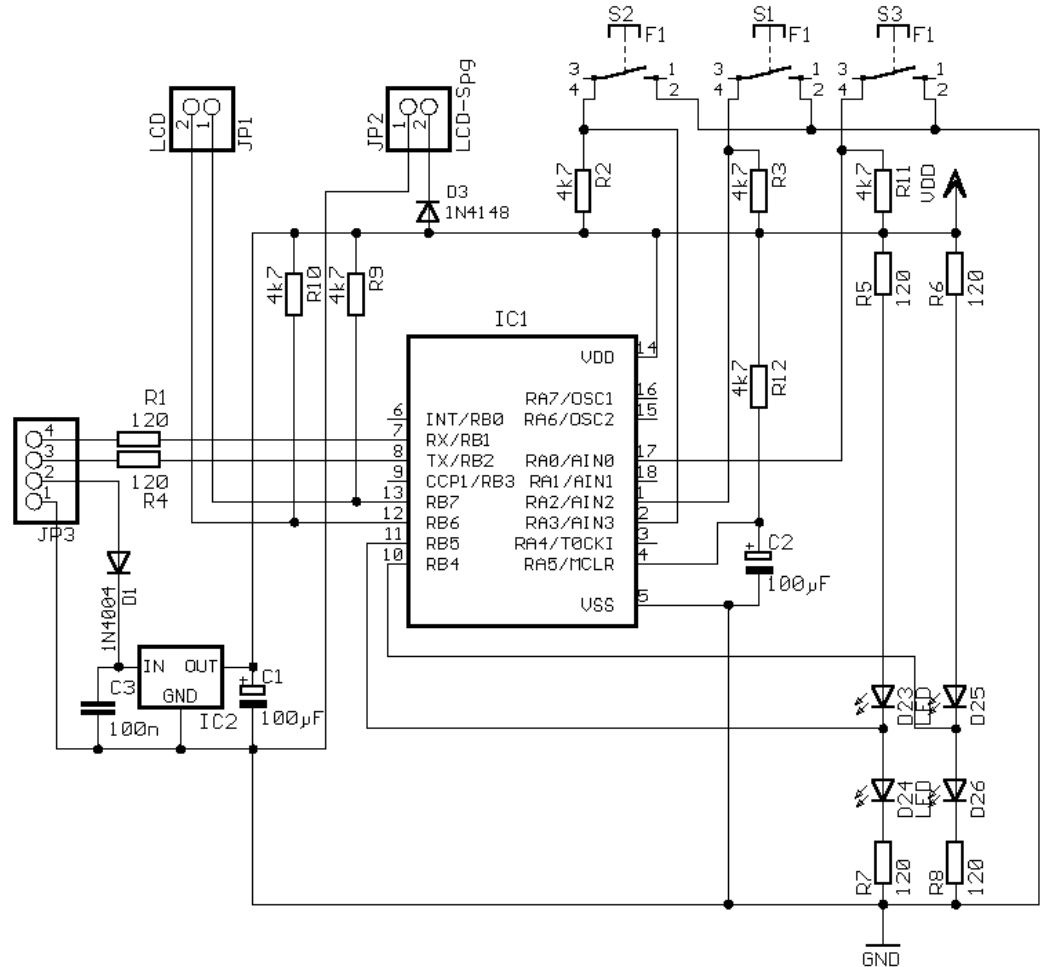 S2 F1
S1 F1
S3 F1
3 4 1 2
3 4 1 2
3 4 1 2
LCD 2 1 JP1
JP2 1 2 LCD-Spg
4k7 R2
4k7 R3
4k7 R11
VDD
D3
1N4148
4k7 R10
4k7 R9
R5 120
R6 120
IC1
VDD 14
4k7 R12
RA7/OSC1 16
RA6/OSC2 15
6 INT/RB0
7 RX/RB1
8 TX/RB2
9 CCP1/RB3
13 RB7
12 RB6
11 RB5
10 RB4
RA0/AIN0 17
RA1/AIN1 18
RA2/AIN2 1
RA3/AIN3 2
RA4/T0CKI 3
RA5/MCLR 4
VSS 5
R1
120
4
3
2
1
120
R4
JP3
+ C2
100µF
1N4004 D1
IN OUT
GND
IC2
C3
100n
+ C1
100µF
D23 LED D25
D24 LED D26
R7 120
R8 120
GND